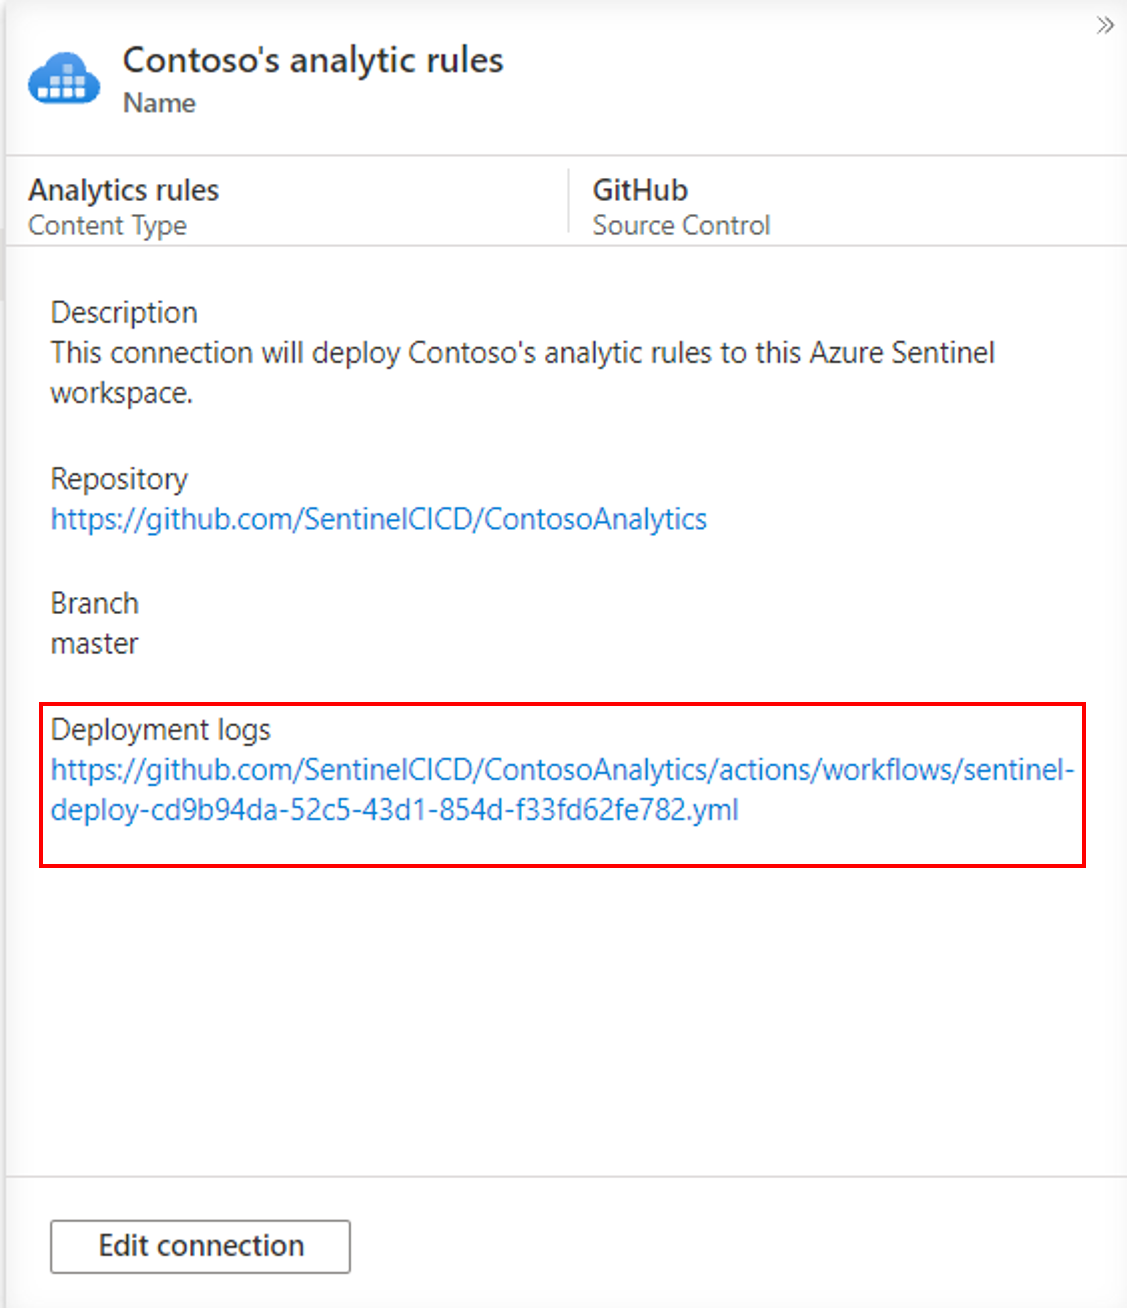 Contoso's analytic rules
Name
Analytics rules
Content Type
GitHub
Source Control
Description
This connection will deploy Contoso's analytic rules to this Azure Sentinel
workspace.
Repository
https://github.com/SentinelCICD/ContosoAnalytics
Branch
master
Deployment logs
https://github.com/SentinelCICD/ContosoAnalytics/actions/workflows/sentinel-
deploy-cd9b94da-52c5-43d1-854d-f33fd62fe782.yml
Edit connection